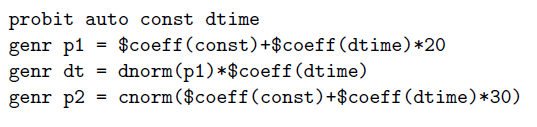 probit auto const dtime
genr p1 = $coeff(const)+$coeff(dtime)*20
genr dt = dnorm(p1)*$coeff(dtime)
genr p2 = cnorm($coeff(const)+$coeff(dtime)*30)